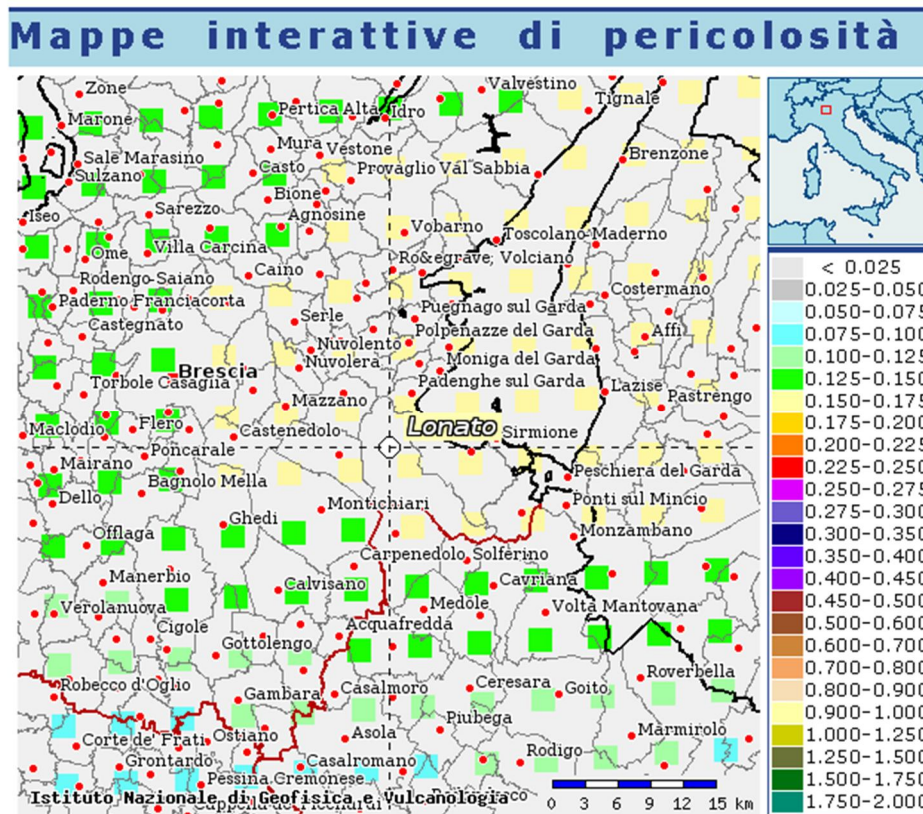 Mappe interattive di pericolosità
Zone
Valvestino
Marone
Pertica Alta Idro
Tignale
Mura Vestone
Brenzone
Sale Marasino
Sulzano
Casto
Provaglio Val Sabbia
Bione
Iseo
Sarezzo
Agnosine
Vobarno
Toscolano-Maderno
Ome
Villa Carcina
Ro&egrave; Volciano
Rodengo-Saiano
Caino
Costermano
Paderno Franciacorta
Puegnago sul Garda
Castegnato
Serle
Polpenazze del Garda
Affi
Nuvolento
Nuvolera
Moniga del Garda
Brescia
Torbole Casaglia
Padenghe sul Garda
Lazise
Mazzano
Pastrengo
Maclodio
Flero
Castenedolo
Lonato
Sirmione
Poncarale
Mairano
Bagnolo Mella
Peschiera del Garda
Dello
Montichiari
Ponti sul Mincio
Offlaga
Ghedi
Monzambano
Carpenedolo
Solferino
Manerbio
Calvisano
Cavriana
Verolanuova
Medole
Volta Mantovana
Cigole
Acquafredda
Gottolengo
Roverbella
Robecco d'Oglio
Gambara
Casalmoro
Ceresara
Goito
Corte de' Frati
Ostiano
Asola
Piubega
Marmirolo
Grontardo
Casalromano
Rodigo
Pessina Cremonese
Istituto Nazionale di Geofisica e Vulcanologia
0 3 6 9 12 15 km
< 0.025
0.025-0.050
0.050-0.075
0.075-0.100
0.100-0.125
0.125-0.150
0.150-0.175
0.175-0.200
0.200-0.225
0.225-0.250
0.250-0.275
0.275-0.300
0.300-0.350
0.350-0.400
0.400-0.450
0.450-0.500
0.500-0.600
0.600-0.700
0.700-0.800
0.800-0.900
0.900-1.000
1.000-1.250
1.250-1.500
1.500-1.750
1.750-2.000